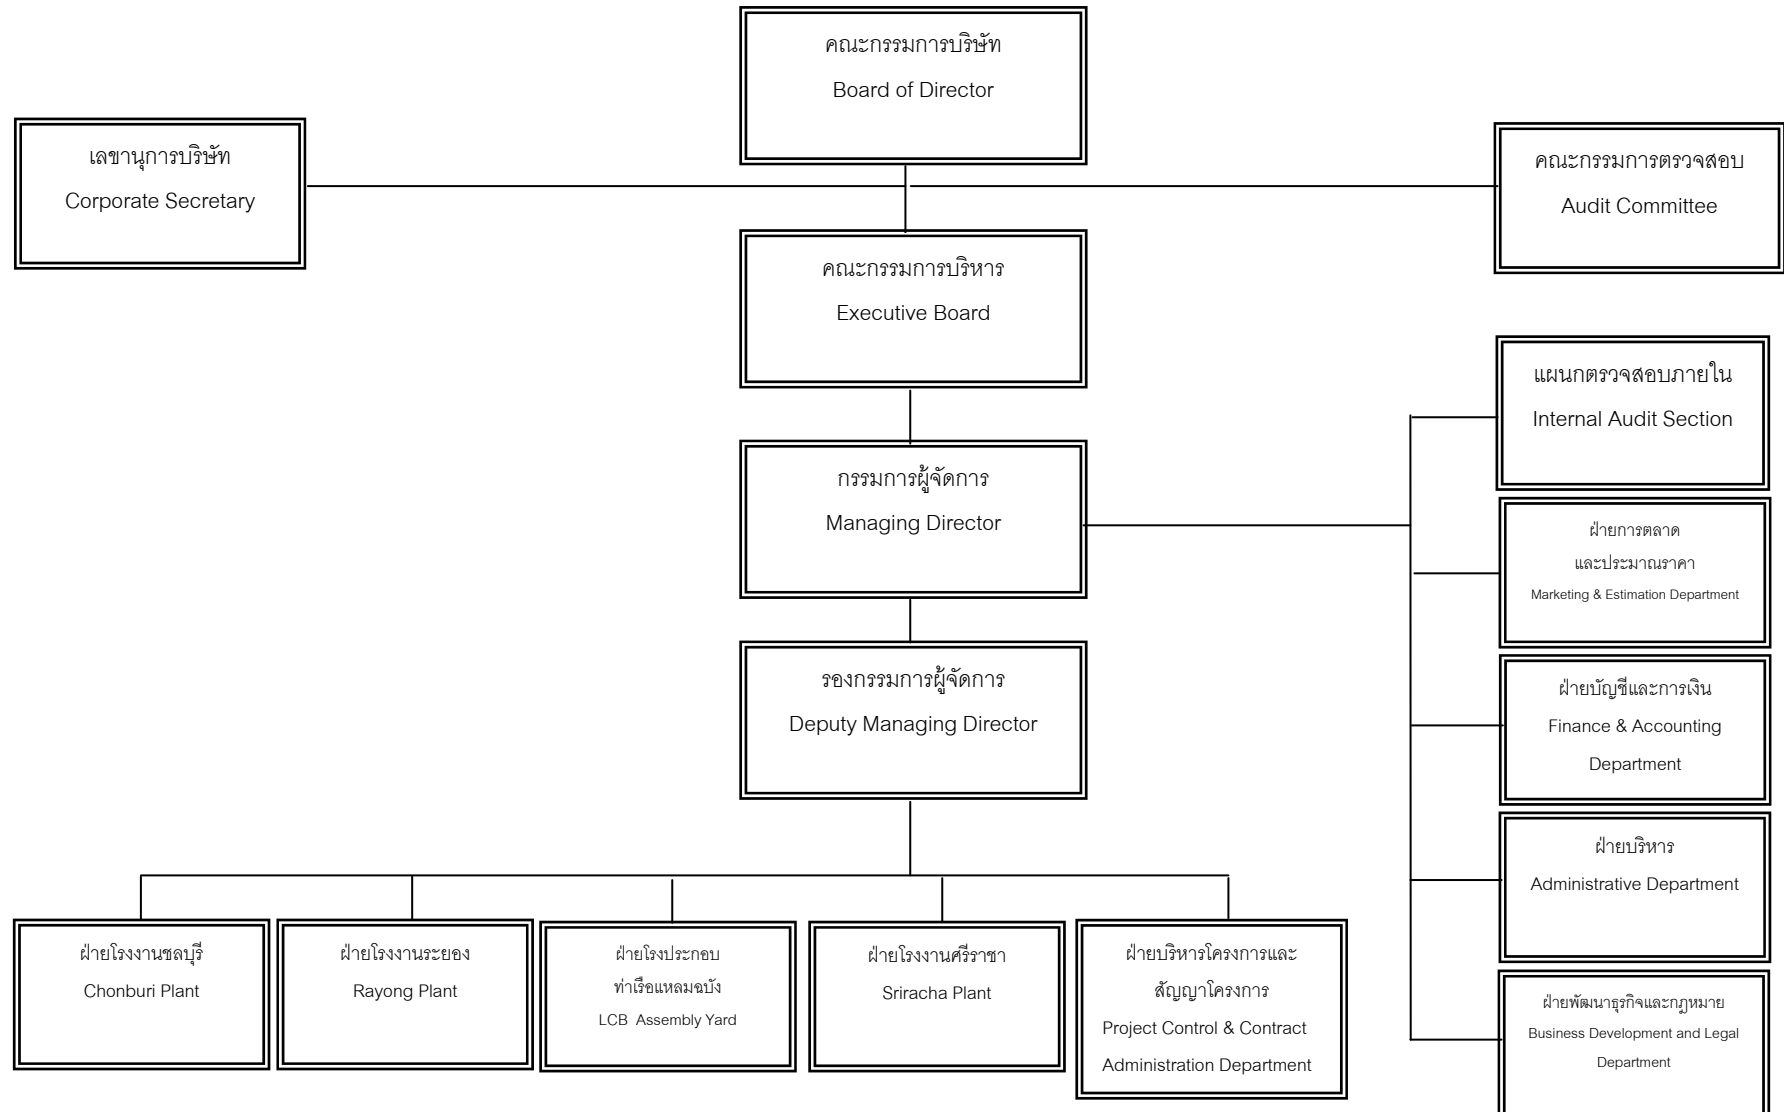 คณะกรรมการบริษัท
Board of Director
เลขานุการบริษัท
Corporate Secretary
คณะกรรมการตรวจสอบ
Audit Committee
คณะกรรมการบริหาร
Executive Board
แผนกตรวจสอบภายใน
Internal Audit Section
กรรมการผู้จัดการ
Managing Director
ฝ่ายการตลาด
และประมาณราคา
Marketing & Estimation Department
รองกรรมการผู้จัดการ
Deputy Managing Director
ฝ่ายบัญชีและการเงิน
Finance & Accounting
Department
ฝ่ายบริหาร
Administrative Department
ฝ่ายโรงงานชลบุรี
Chonburi Plant
ฝ่ายโรงงานระยอง
Rayong Plant
ฝ่ายโรงประกอบ
ท่าเรือแหลมฉบัง
LCB Assembly Yard
ฝ่ายโรงงานศรีราชา
Sriracha Plant
ฝ่ายบริหารโครงการและ
สัญญาโครงการ
Project Control & Contract
Administration Department
ฝ่ายพัฒนาธุรกิจและกฎหมาย
Business Development and Legal
Department